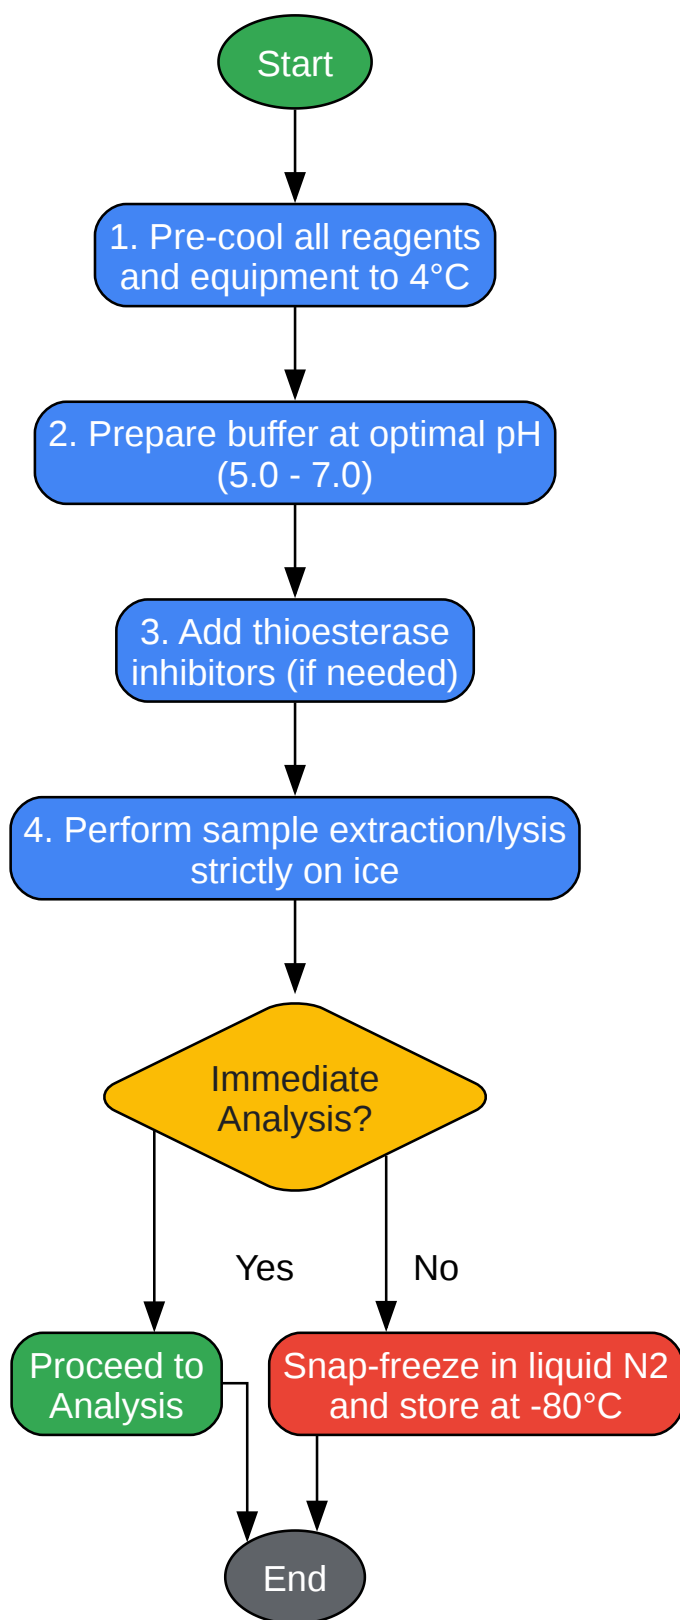 Start
1. Pre-cool all reagents
and equipment to 4°C
2. Prepare buffer at optimal pH
(5.0 - 7.0)
3. Add thioesterase
inhibitors (if needed)
4. Perform sample extraction/lysis
strictly on ice
Immediate
Analysis?
Yes
No
Proceed to
Analysis
Snap-freeze in liquid N2
and store at -80°C
End